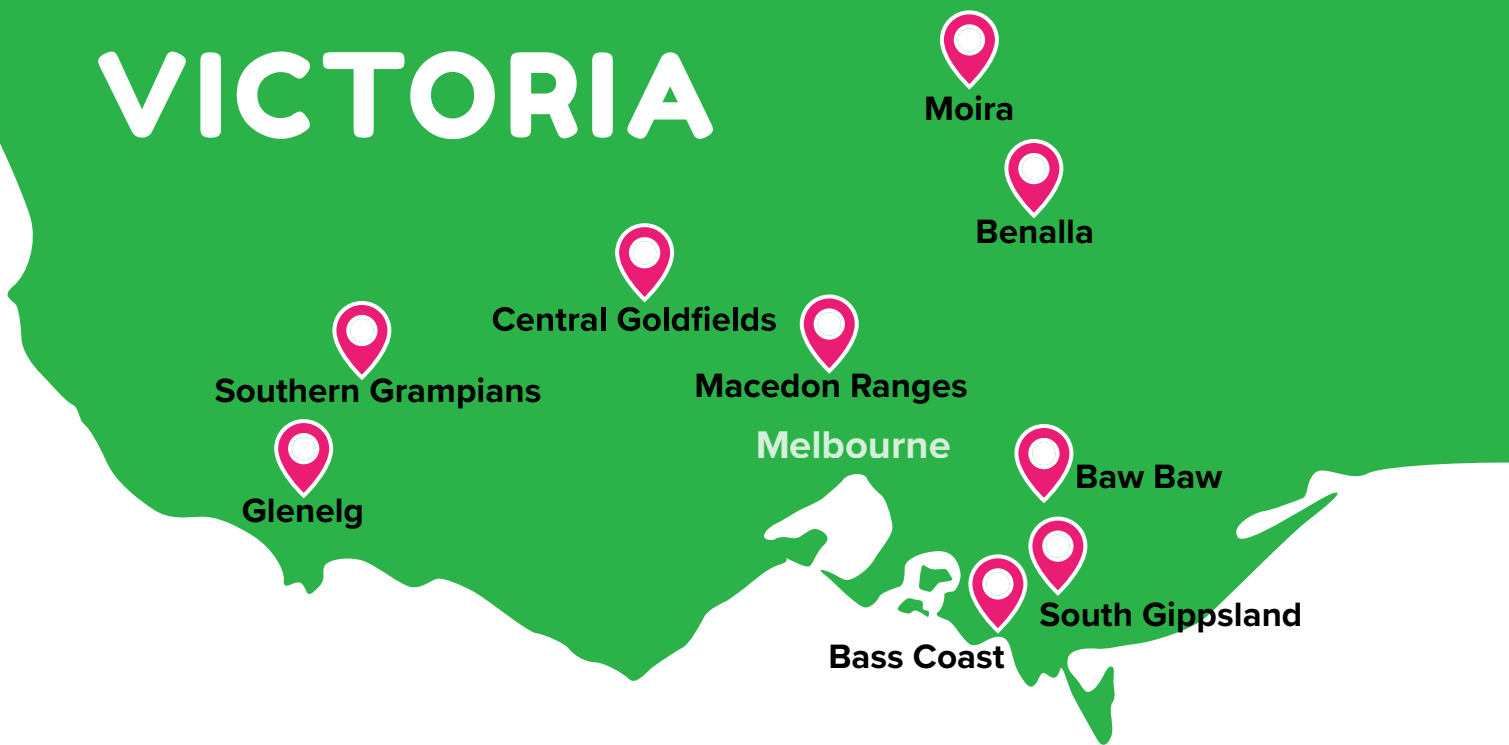 VICTORIA
Moira
Benalla
Central Goldfields
Southern Grampians
Macedon Ranges
Melbourne
Baw Baw
Glenelg
South Gippsland
Bass Coast